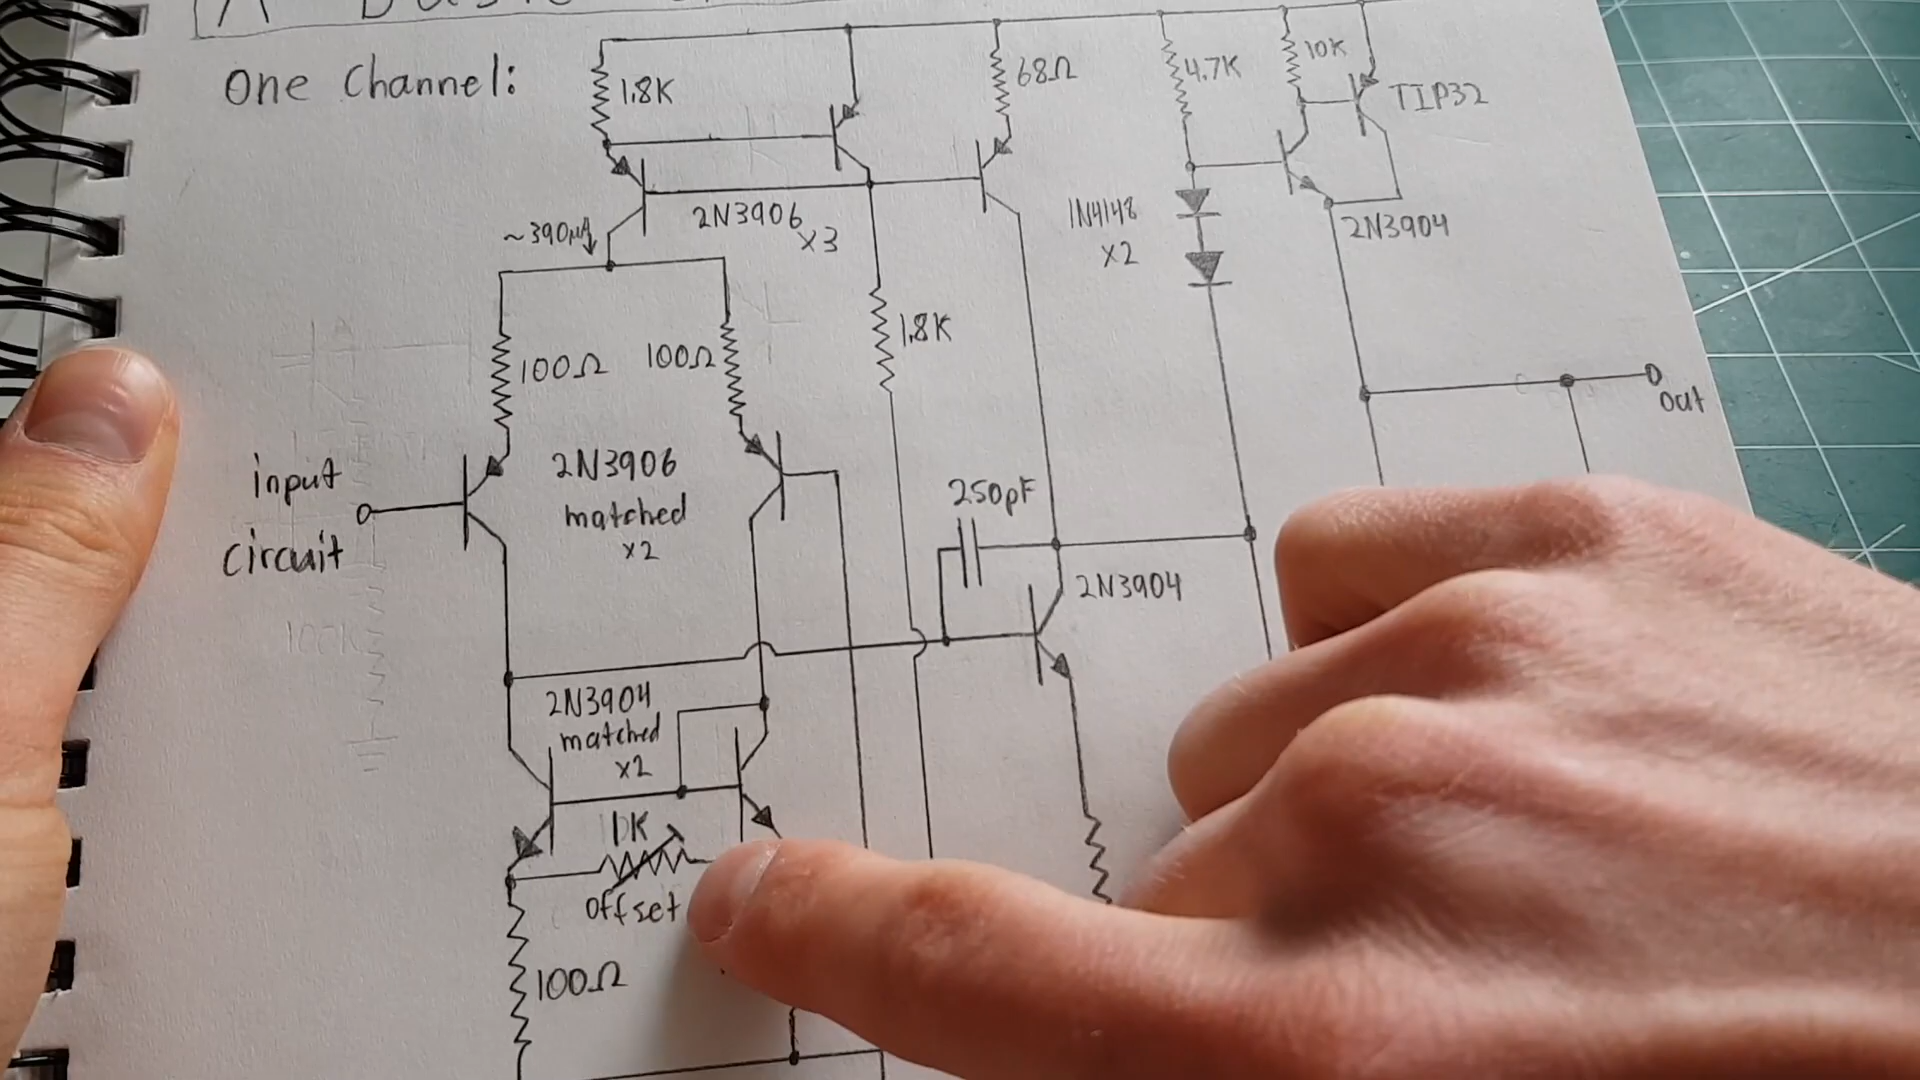 One Channel:
1.8K
68Ω
4.7K
10K
TIP32
2N3906
x3
~390µA
1N4148
x2
2N3904
100Ω
100Ω
1.8K
out
input
circuit
2N3906
matched
x2
250pF
2N3904
100K
2N3904
matched
x2
1K
offset
100Ω